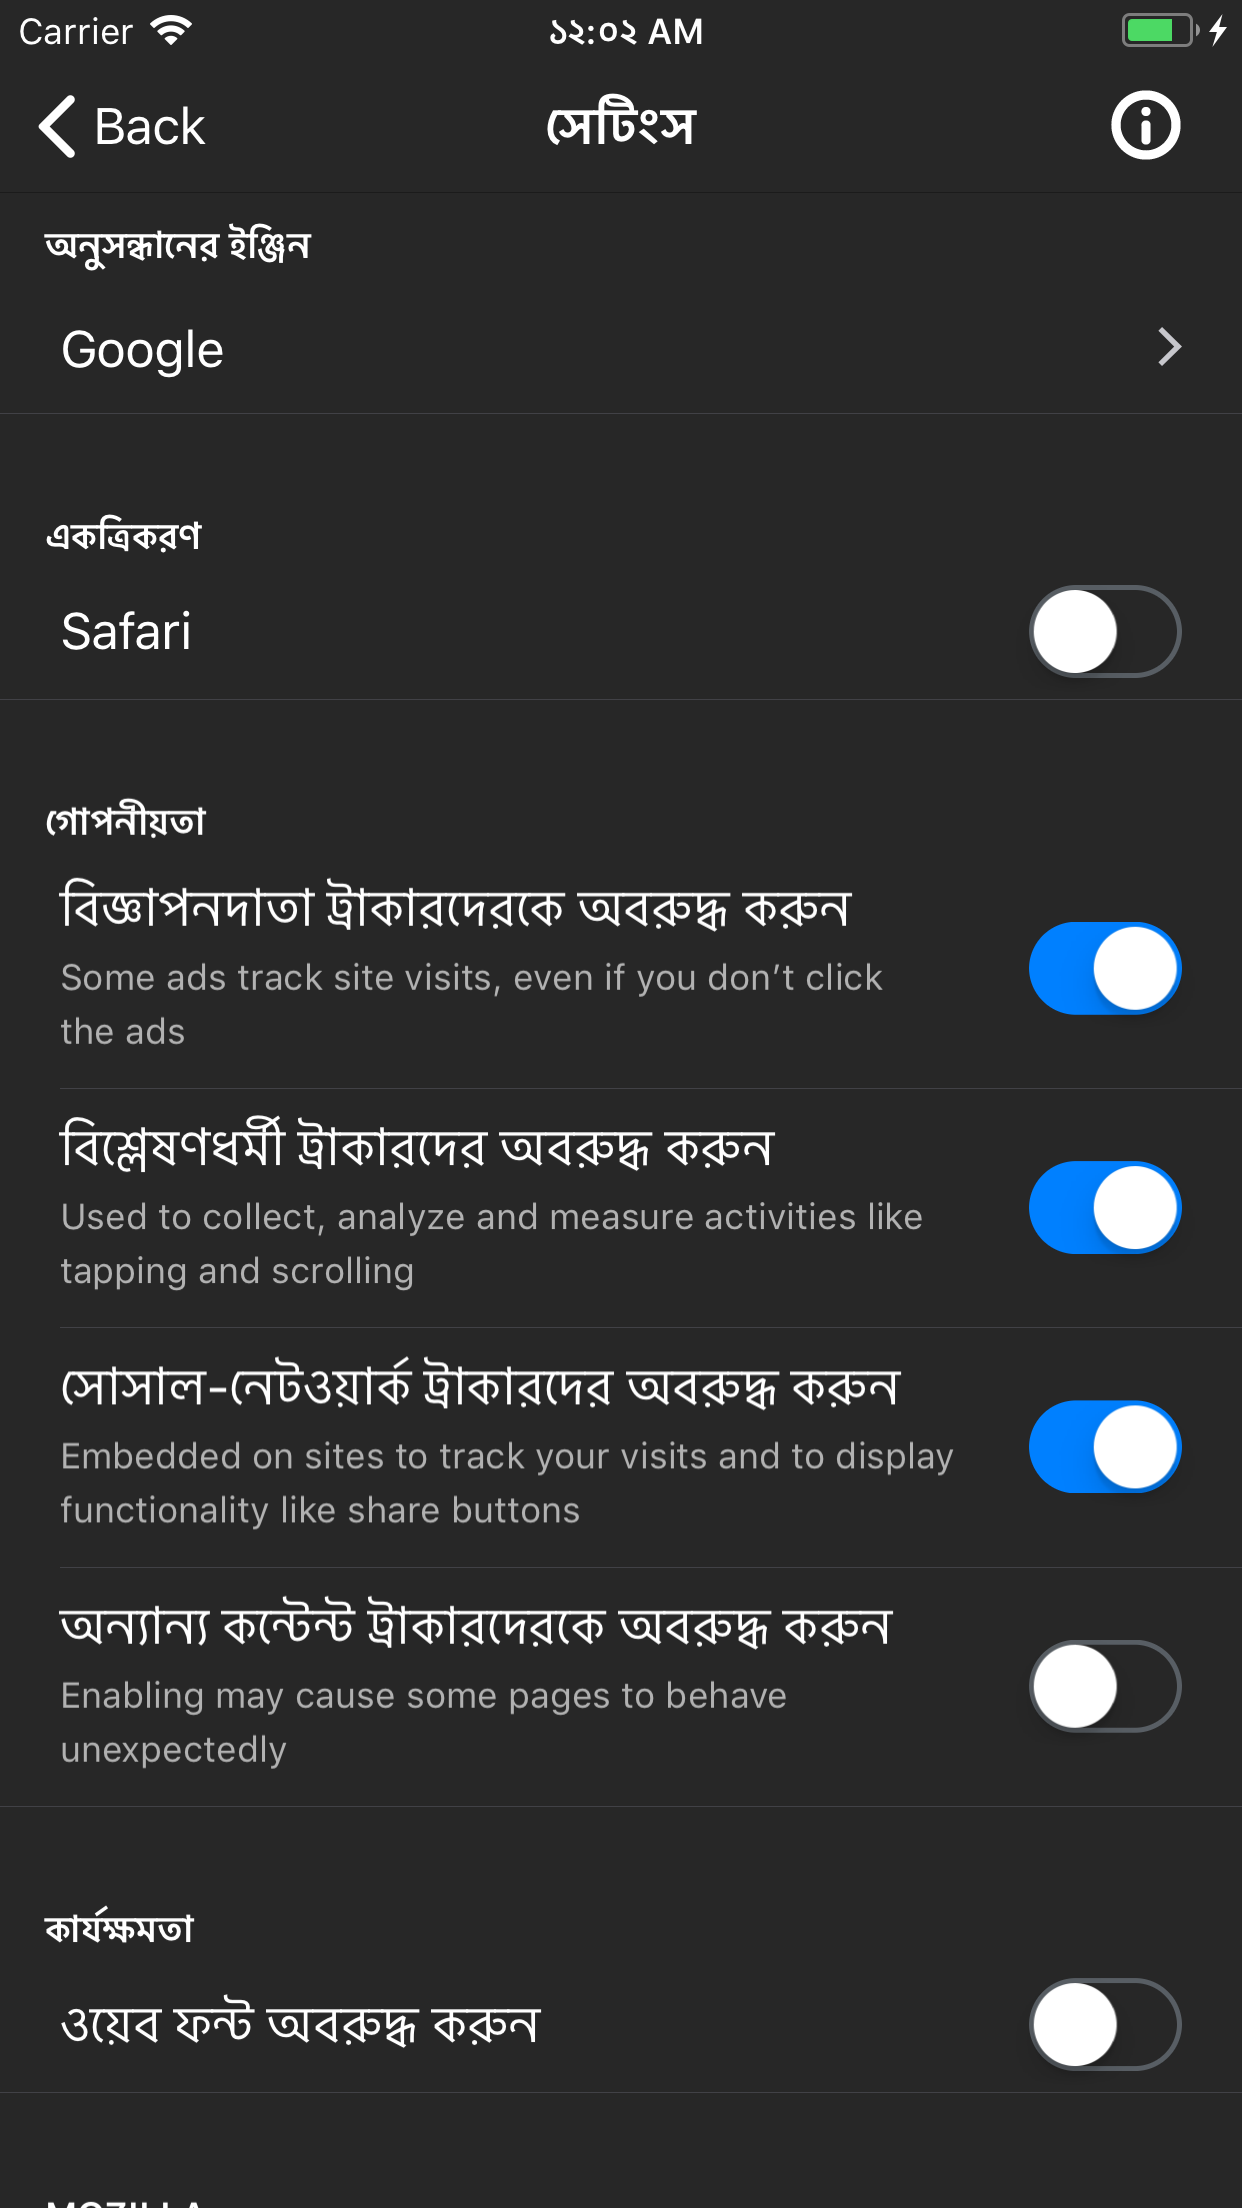 Carrier ১২:০২ AM
Back সেটিংস
অনুসন্ধানের ইঞ্জিন
Google
একত্রিকরণ
Safari
গোপনীয়তা
বিজ্ঞাপনদাতা ট্রাকারদেরকে অবরুদ্ধ করুন
Some ads track site visits, even if you don’t click
the ads
বিশ্লেষণধর্মী ট্রাকারদের অবরুদ্ধ করুন
Used to collect, analyze and measure activities like
tapping and scrolling
সোসাল-নেটওয়ার্ক ট্রাকারদের অবরুদ্ধ করুন
Embedded on sites to track your visits and to display
functionality like share buttons
অন্যান্য কন্টেন্ট ট্রাকারদেরকে অবরুদ্ধ করুন
Enabling may cause some pages to behave
unexpectedly
কার্যক্ষমতা
ওয়েব ফন্ট অবরুদ্ধ করুন
MOZILLA